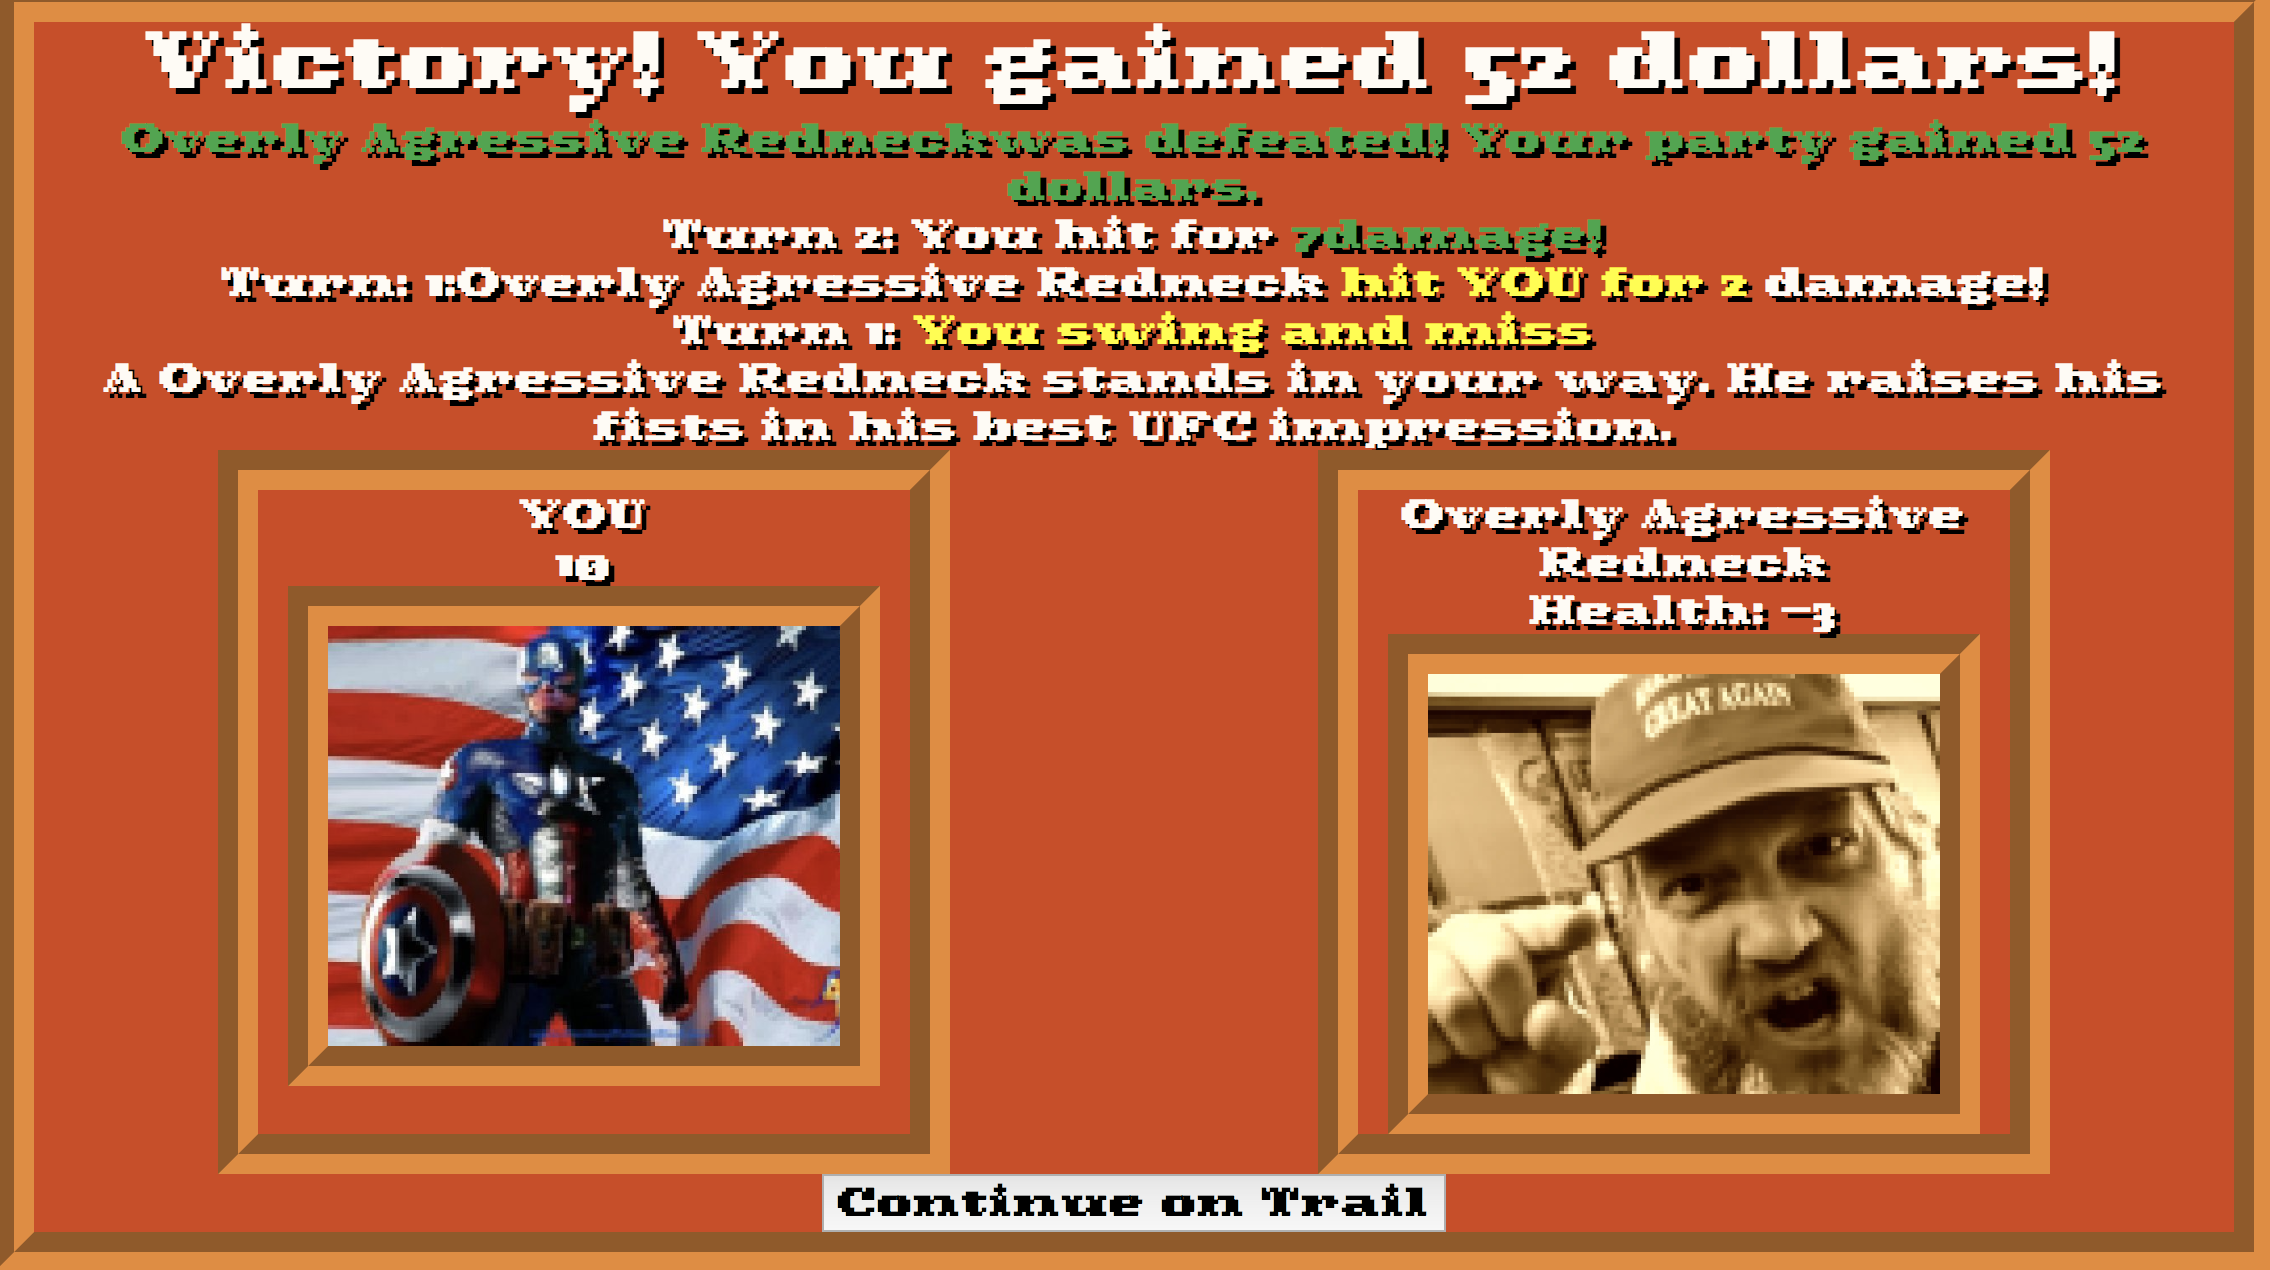 Victory! You gained 52 dollars!
Overly Agressive Redneckwas defeated! Your party gained 52
dollars.
Turn 2: You hit for 7damage!
Turn: 1:Overly Agressive Redneck hit YOU for 2 damage!
Turn 1: You swing and miss
A Overly Agressive Redneck stands in your way. He raises his
fists in his best UFC impression.
YOU
10
Overly Agressive
Redneck
Health: -3
GREAT AGAIN
Continue on Trail